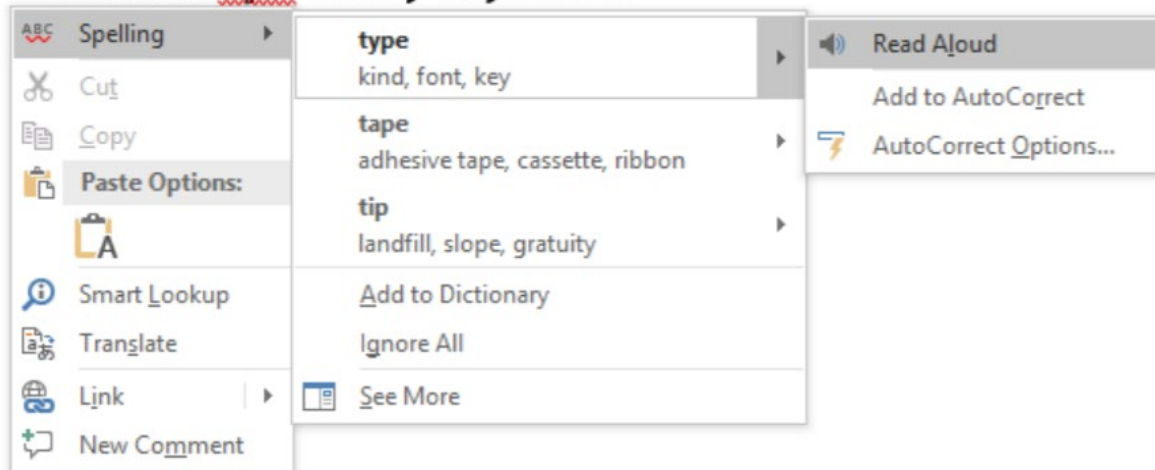 ABC Spelling
Cut
Copy
Paste Options:
A
Smart Lookup
Translate
Link
New Comment
type
kind, font, key
tape
adhesive tape, cassette, ribbon
tip
landfill, slope, gratuity
Add to Dictionary
Ignore All
See More
Read Aloud
Add to AutoCorrect
AutoCorrect Options...